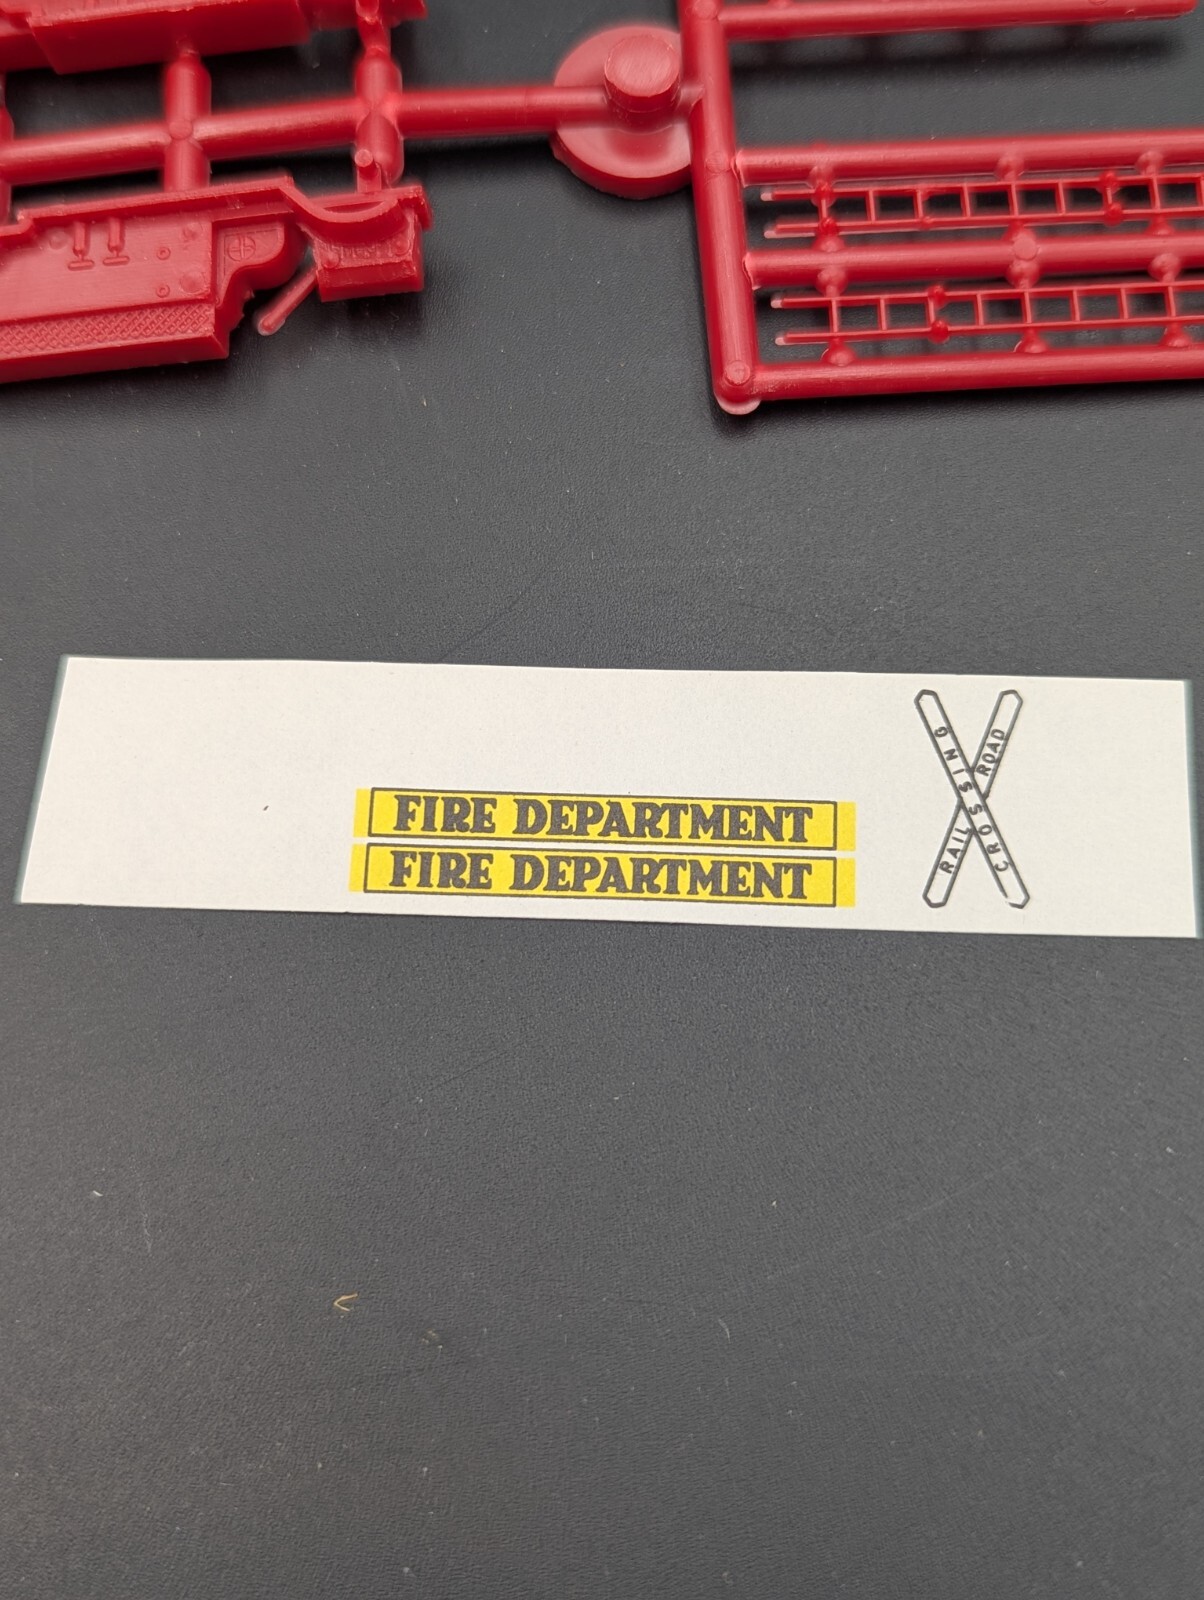 FIRE DEPARTMENT
FIRE DEPARTMENT
RAIL ROAD
CROSSING